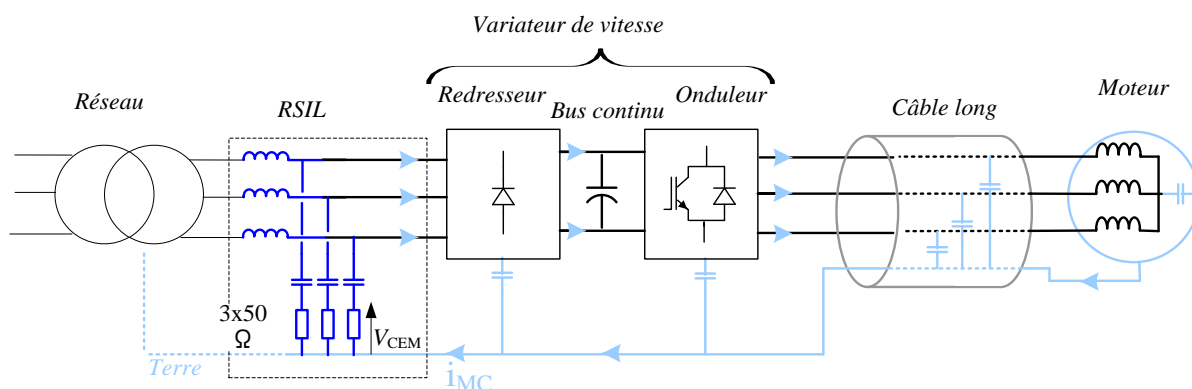 Variateur de vitesse
Réseau
RSIL
Redresseur
Bus continu
Onduleur
Câble long
Moteur
3x50
Ω
VCEM
Terre
iMC